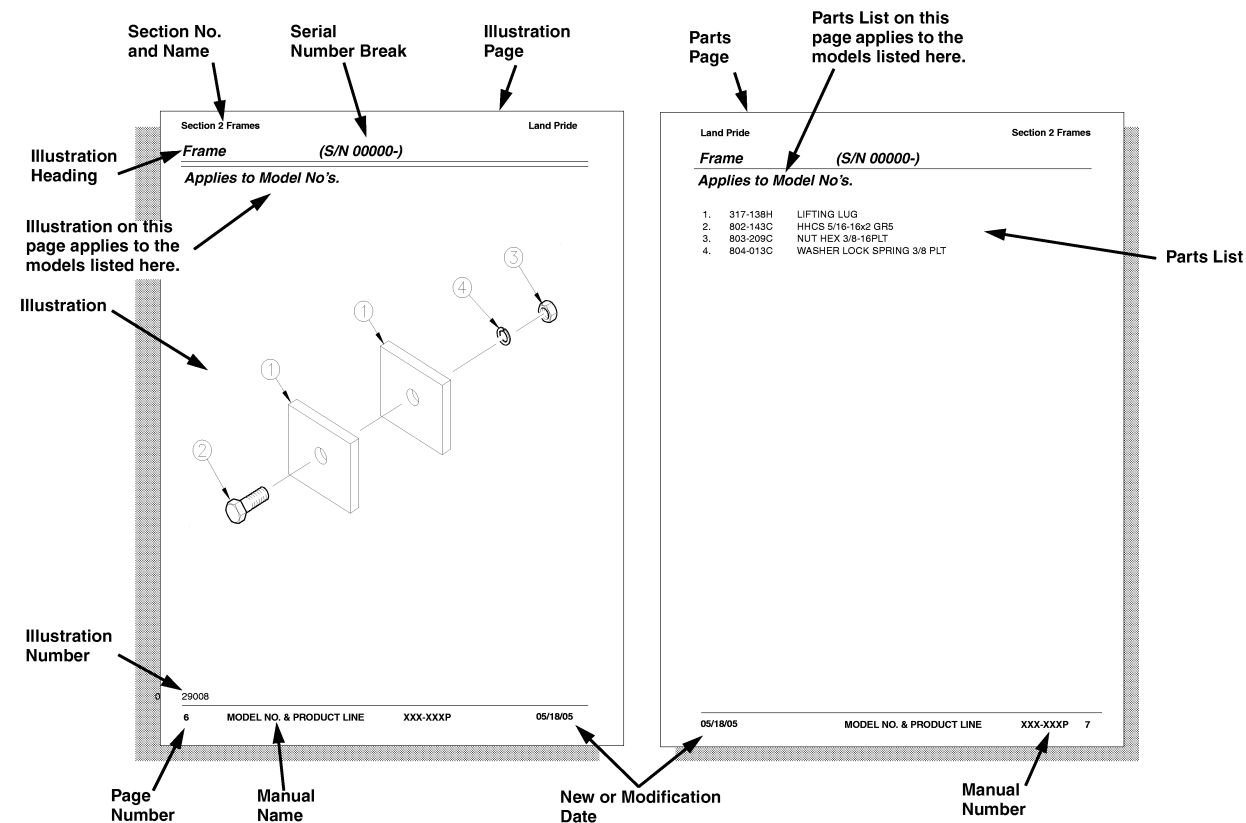 Section No.
and Name
Serial
Number Break
Illustration
Page
Parts
Page
Parts List on this
page applies to the
models listed here.
Section 2 Frames
Land Pride
Frame
(S/N 00000-)
Applies to Model No's.
Illustration
Heading
Illustration on this
page applies to the
models listed here.
Illustration
1
1
2
3
4
Illustration
Number
0
29008
6
MODEL NO. & PRODUCT LINE
XXX-XXXP
05/18/05
Land Pride
Section 2 Frames
Frame
(S/N 00000-)
Applies to Model No's.
1. 317-138H LIFTING LUG
2. 802-143C HHCS 5/16-16x2 GR5
3. 803-209C NUT HEX 3/8-16PLT
4. 804-013C WASHER LOCK SPRING 3/8 PLT
Parts List
05/18/05
MODEL NO. & PRODUCT LINE
XXX-XXXP 7
Page
Number
Manual
Name
New or Modification
Date
Manual
Number